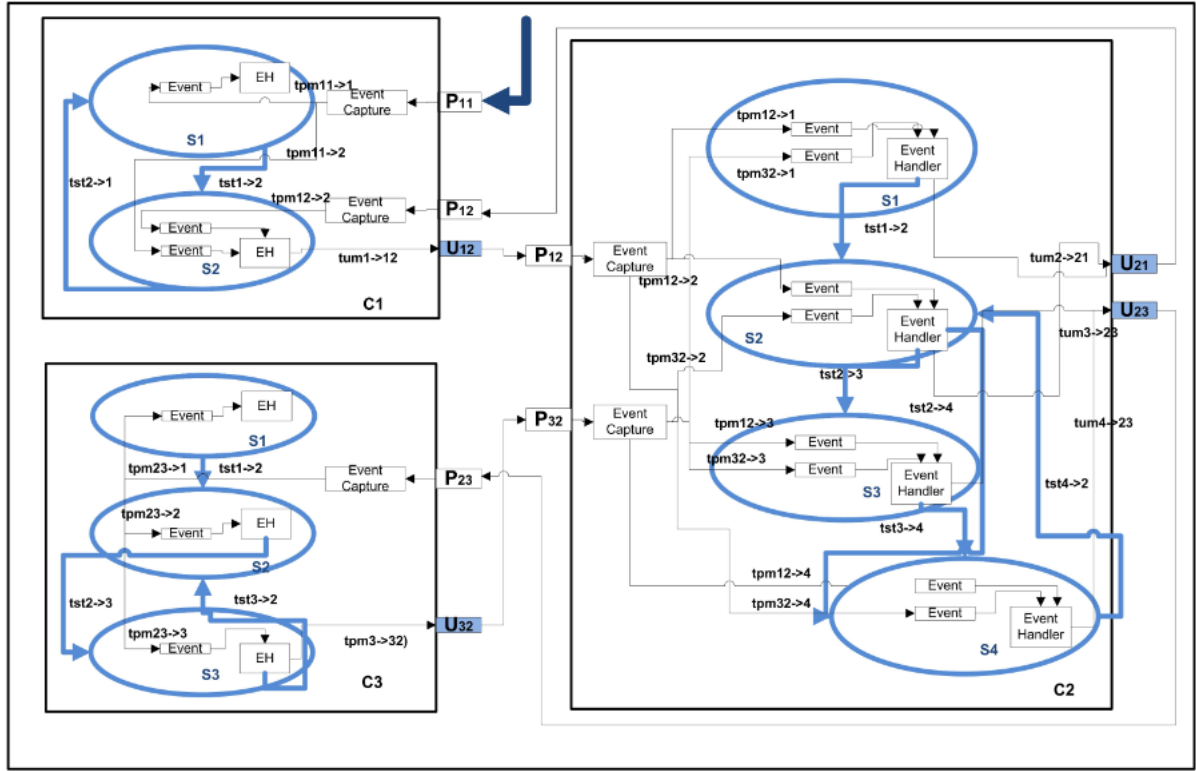 EH
Event
tpm11->1
Event
Capture
P11
S1
tpm11->2
tst2->1
tst1->2
tpm12->2
Event
Capture
P12
Event
Event
EH
S2
tum1->12
U12
C1
P12
Event
Capture
tpm12->2
tpm12->1
Event
Event
tpm32->1
Event
Handler
S1
tst1->2
tum2->21
U21
U23
tum3->23
Event
Event
Event
Handler
S2
tpm32->2
tst2->3
tst2->4
tum4->23
P32
Event
Capture
tpm12->3
Event
tpm32->3
Event
Event
Handler
S3
tst4->2
tst3->4
tpm12->4
tpm32->4
Event
Event
Event
Handler
S4
C2
EH
Event
S1
tpm23->1
tst1->2
Event
Capture
P23
tpm23->2
Event
EH
S2
tst2->3
tst3->2
U32
tpm3->32)
tpm23->3
Event
EH
S3
C3